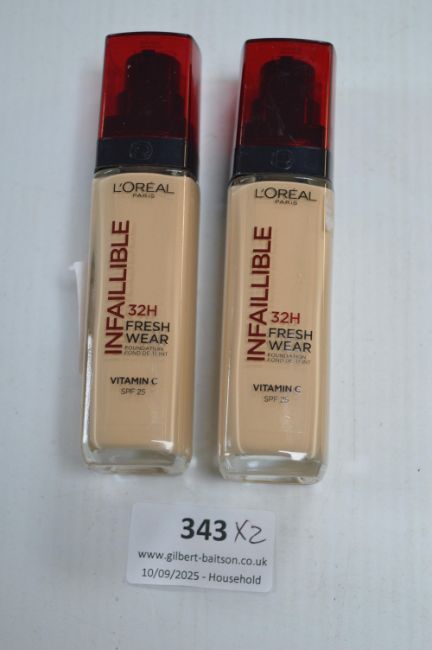 L'ORÉAL
PARIS
INFAILLIBLE
32H
FRESH
WEAR
FOUNDATION
FOND DE TEINT
VITAMIN C
SPF 25
L'ORÉAL
PARIS
INFAILLIBLE
32H
FRESH
WEAR
FOUNDATION
FOND DE TEINT
VITAMIN C
SPF 25
343 X2
www.gilbert-baitson.co.uk
10/09/2025 - Household